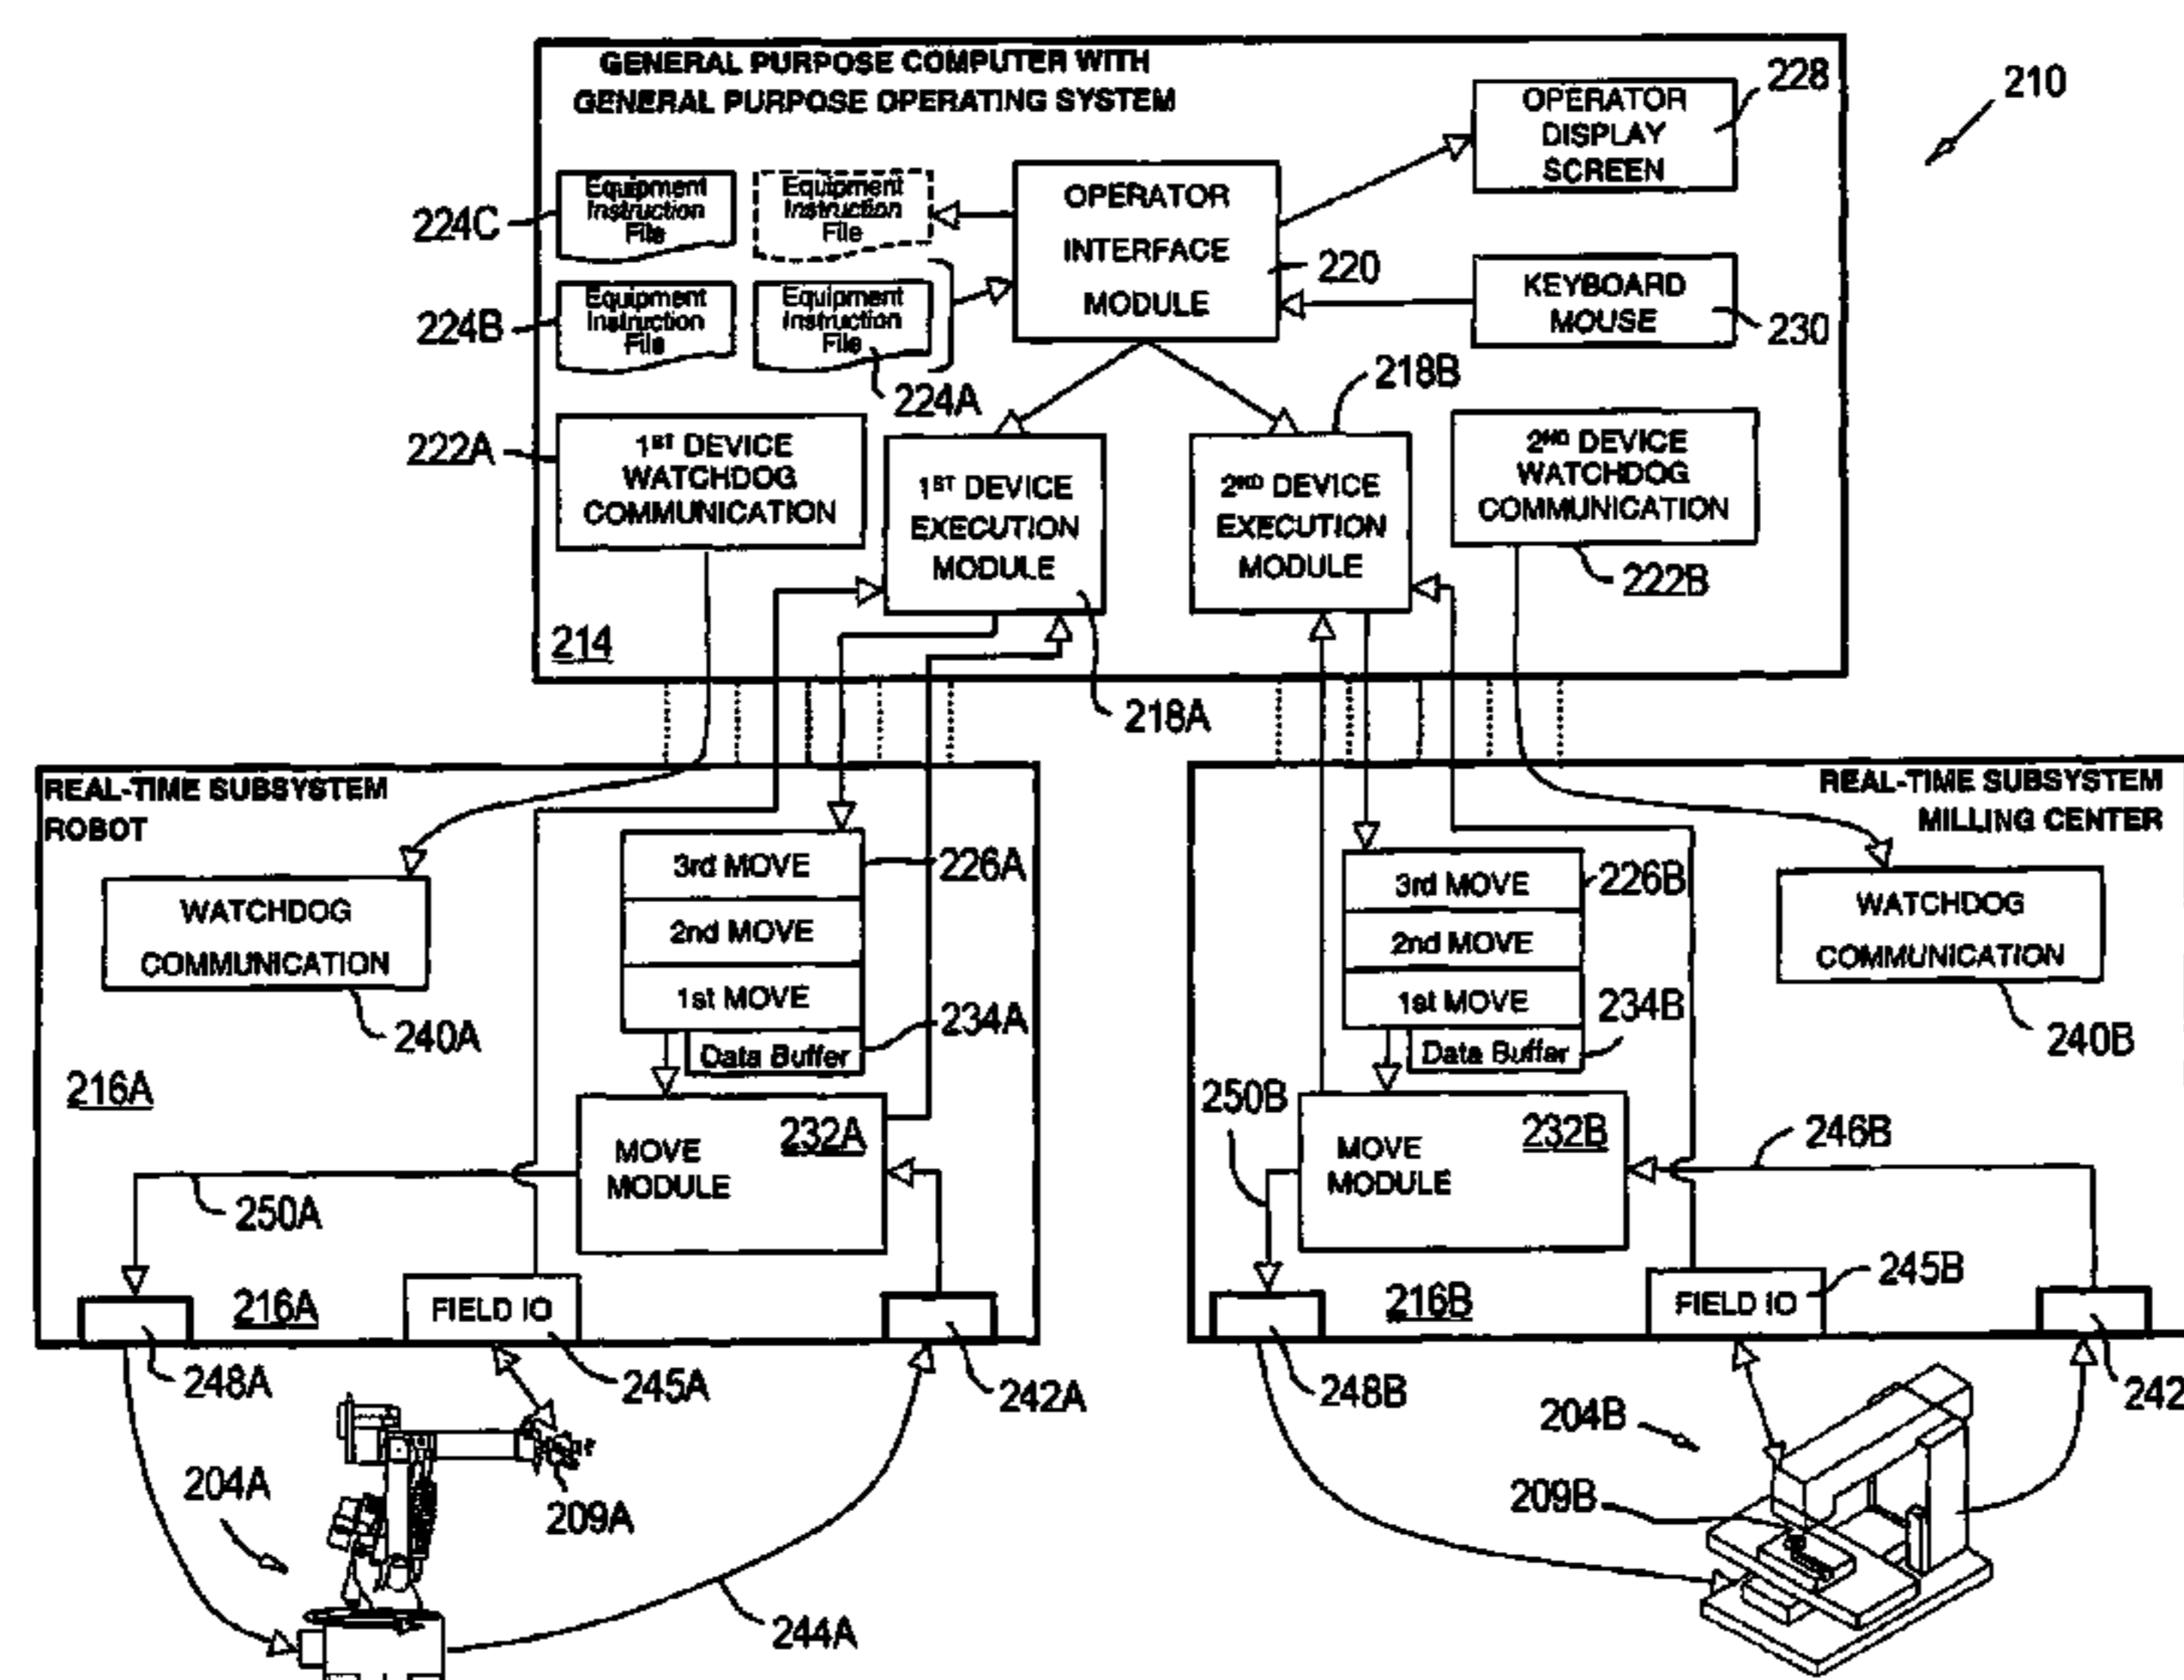 GENERAL PURPOSE COMPUTER WITH
GENERAL PURPOSE OPERATING SYSTEM
OPERATOR
DISPLAY
SCREEN
228
210
224C
Equipment
Instruction
File
Equipment
Instruction
File
OPERATOR
INTERFACE
MODULE
220
KEYBOARD
MOUSE
230
224B
Equipment
Instruction
File
Equipment
Instruction
File
224A
218B
222A
1ST DEVICE
WATCHDOG
COMMUNICATION
1ST DEVICE
EXECUTION
MODULE
2ND DEVICE
EXECUTION
MODULE
2ND DEVICE
WATCHDOG
COMMUNICATION
222B
214
218A
REAL-TIME SUBSYSTEM
ROBOT
WATCHDOG
COMMUNICATION
240A
3rd MOVE
2nd MOVE
1st MOVE
Data Buffer
226A
234A
216A
MOVE
MODULE
232A
250A
216A
FIELD IO
248A
245A
242A
204A
209A
244A
REAL-TIME SUBSYSTEM
MILLING CENTER
3rd MOVE
2nd MOVE
1st MOVE
Data Buffer
226B
234B
WATCHDOG
COMMUNICATION
240B
250B
MOVE
MODULE
232B
246B
216B
FIELD IO
245B
248B
242
204B
209B